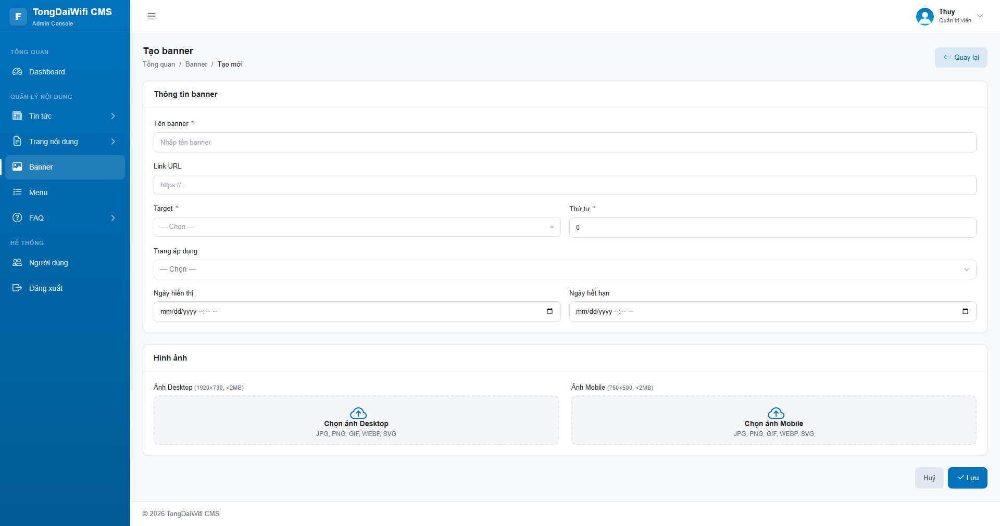 F
TongDaiWifi CMS
Admin Console
Thuy
Quản trị viên
TỔNG QUAN
Dashboard
QUẢN LÝ NỘI DUNG
Tin tức
Trang nội dung
Banner
Menu
FAQ
HỆ THỐNG
Người dùng
Đăng xuất
Tạo banner
Tổng quan / Banner / Tạo mới
← Quay lại
Thông tin banner
Tên banner *
Nhập tên banner
Link URL
https://...
Target *
— Chọn —
Thứ tự *
0
Trang áp dụng
— Chọn —
Ngày hiển thị
mm/dd/yyyy --:-- --
Ngày hết hạn
mm/dd/yyyy --:-- --
Hình ảnh
Ảnh Desktop (1920×730, <2MB)
Chọn ảnh Desktop
JPG, PNG, GIF, WEBP, SVG
Ảnh Mobile (750×500, <2MB)
Chọn ảnh Mobile
JPG, PNG, GIF, WEBP, SVG
Huỷ
Lưu
© 2026 TongDaiWifi CMS